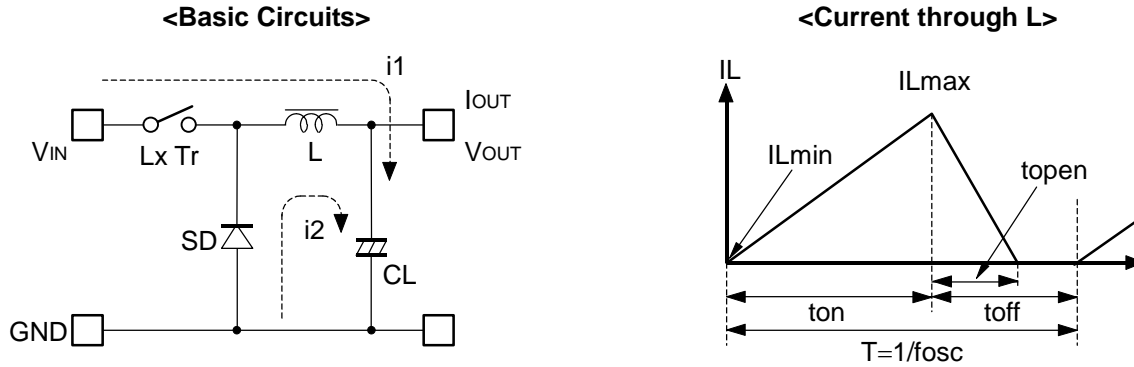 <Basic Circuits>
i1
IOUT
VIN
Lx Tr
L
VOUT
SD
i2
CL
GND
<Current through L>
IL
ILmax
ILmin
topen
ton
toff
T=1/fosc